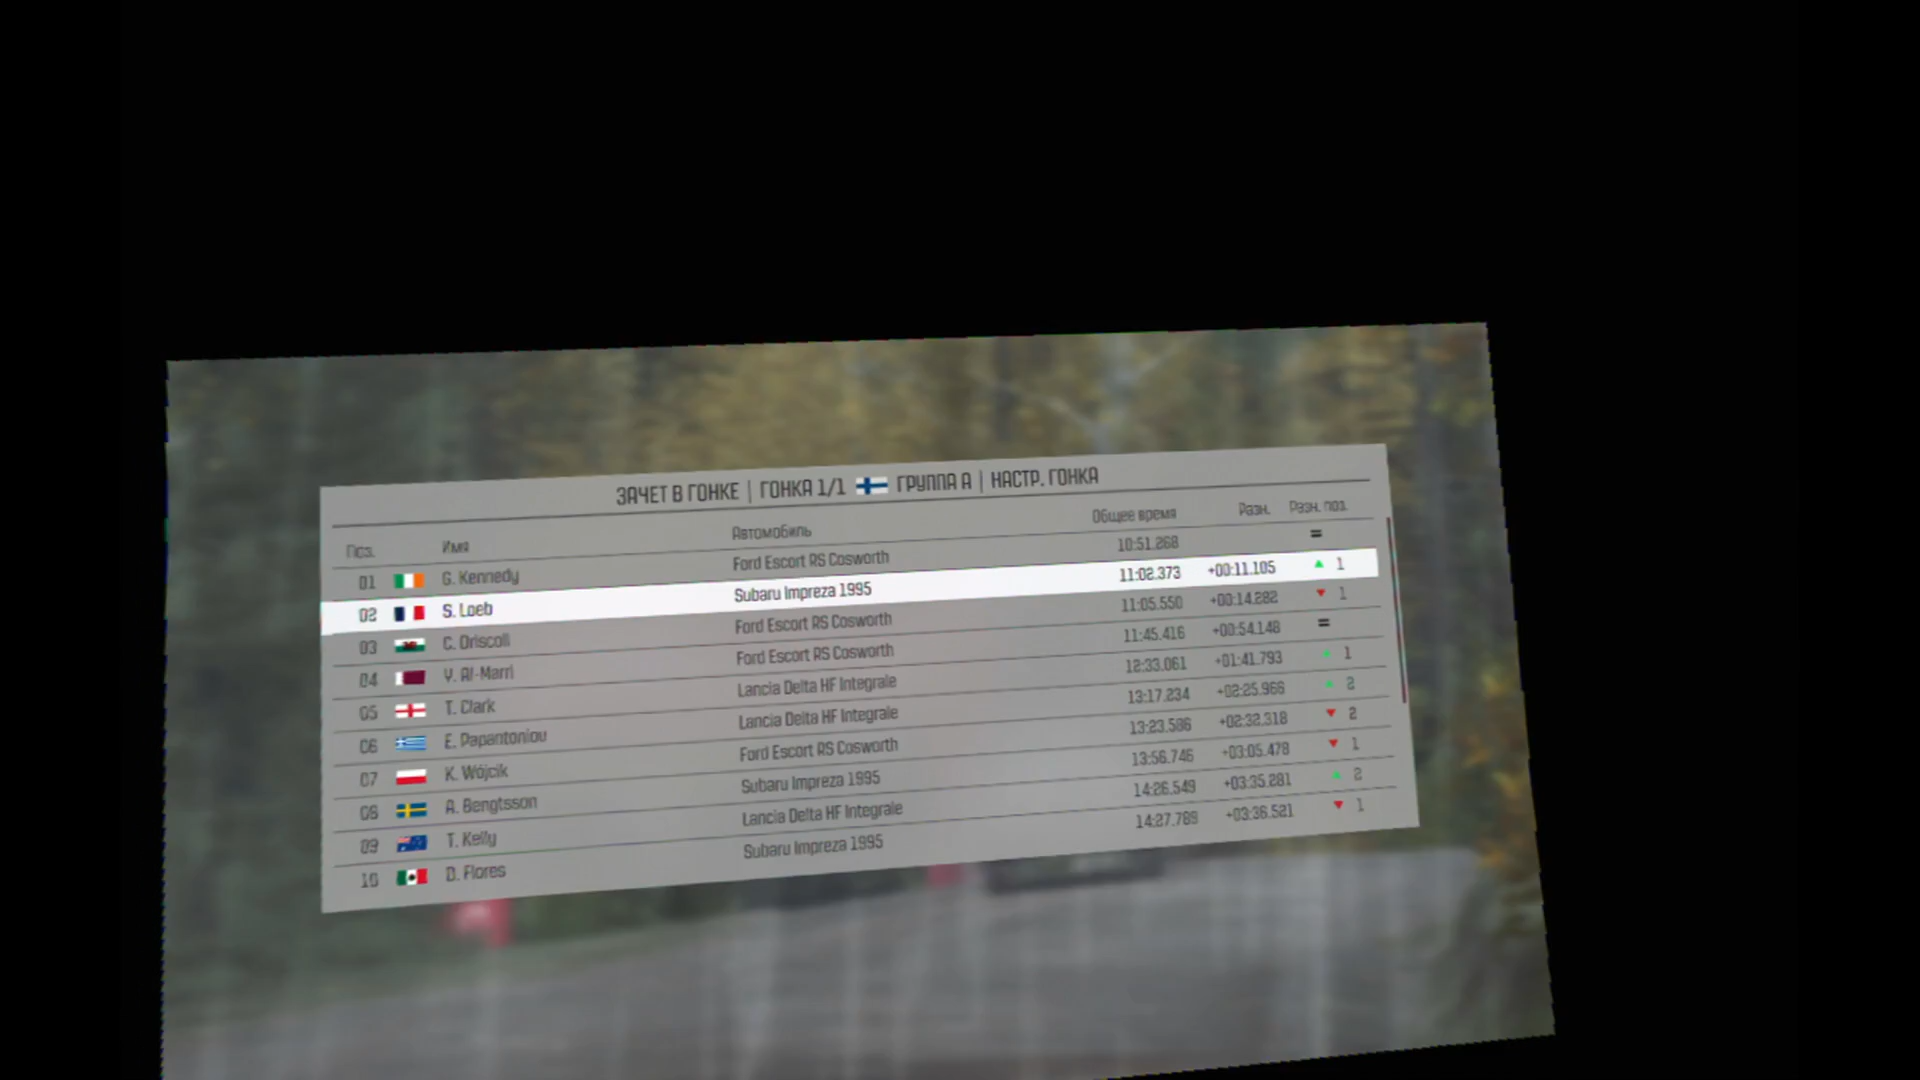 ЗАЧЕТ В ГОНКЕ | ГОНКА 1/1 ГРУППА А | НАСТР. ГОНКА
Поз. Имя Автомобиль Общее время Разн. Разн. поз.
01 G. Kennedy Ford Escort RS Cosworth 10:51.268 =
02 S. Loeb Subaru Impreza 1995 11:02.373 +00:11.105 ▲ 1
03 C. Driscoll Ford Escort RS Cosworth 11:05.550 +00:14.282 ▼ 1
04 Y. Al-Marri Ford Escort RS Cosworth 11:45.416 +00:54.148 =
05 T. Clark Lancia Delta HF Integrale 12:33.061 +01:41.793 ▲ 1
06 E. Papantoniou Lancia Delta HF Integrale 13:17.234 +02:25.966 ▲ 2
07 K. Wójcik Ford Escort RS Cosworth 13:23.586 +02:32.318 ▼ 2
08 A. Bengtsson Subaru Impreza 1995 13:56.746 +03:05.478 ▼ 1
09 T. Kelly Lancia Delta HF Integrale 14:26.549 +03:35.281 ▲ 2
10 D. Flores Subaru Impreza 1995 14:27.789 +03:36.521 ▼ 1